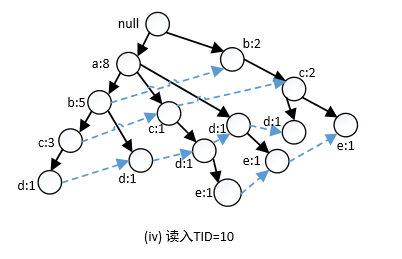 null
b:2
a:8
c:2
b:5
c:1
d:1
d:1
c:3
e:1
d:1
e:1
d:1
d:1
e:1
(iv) 读入TID=10